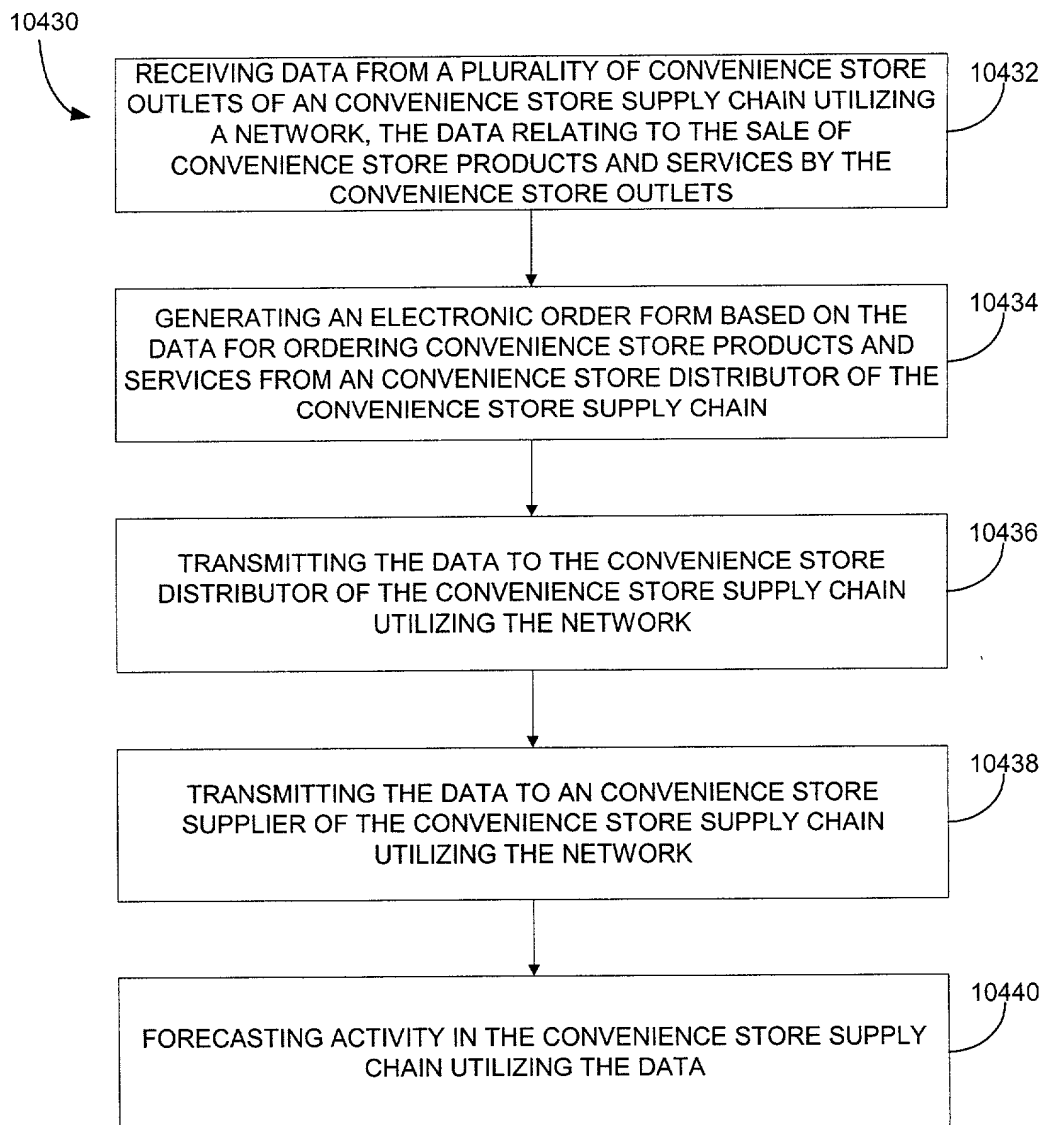 10430
RECEIVING DATA FROM A PLURALITY OF CONVENIENCE STORE
OUTLETS OF AN CONVENIENCE STORE SUPPLY CHAIN UTILIZING
A NETWORK, THE DATA RELATING TO THE SALE OF
CONVENIENCE STORE PRODUCTS AND SERVICES BY THE
CONVENIENCE STORE OUTLETS
10432
GENERATING AN ELECTRONIC ORDER FORM BASED ON THE
DATA FOR ORDERING CONVENIENCE STORE PRODUCTS AND
SERVICES FROM AN CONVENIENCE STORE DISTRIBUTOR OF THE
CONVENIENCE STORE SUPPLY CHAIN
10434
TRANSMITTING THE DATA TO THE CONVENIENCE STORE
DISTRIBUTOR OF THE CONVENIENCE STORE SUPPLY CHAIN
UTILIZING THE NETWORK
10436
TRANSMITTING THE DATA TO AN CONVENIENCE STORE
SUPPLIER OF THE CONVENIENCE STORE SUPPLY CHAIN
UTILIZING THE NETWORK
10438
FORECASTING ACTIVITY IN THE CONVENIENCE STORE SUPPLY
CHAIN UTILIZING THE DATA
10440